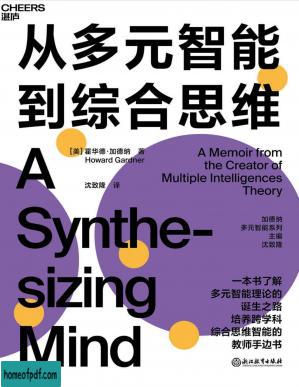 CHEERS
湛庐
从多元智能
到综合思维
[美] 霍华德·加德纳 著
Howard Gardner
沈致隆 译
A Memoir from
the Creator of
Multiple Intelligences
Theory
A
Synthe-
sizing
Mind
加德纳
多元智能系列
主编
沈致隆
一本书了解
多元智能理论的
诞生之路
培养跨学科
综合思维智能的
教师手边书
浙江教育出版社
homeofpdf.com